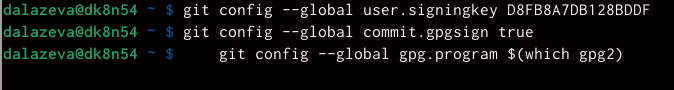 dalazeva@dk8n54 ~ $ git config --global user.signingkey D8FB8A7DB128BDDF
dalazeva@dk8n54 ~ $ git config --global commit.gpgsign true
dalazeva@dk8n54 ~ $     git config --global gpg.program $(which gpg2)